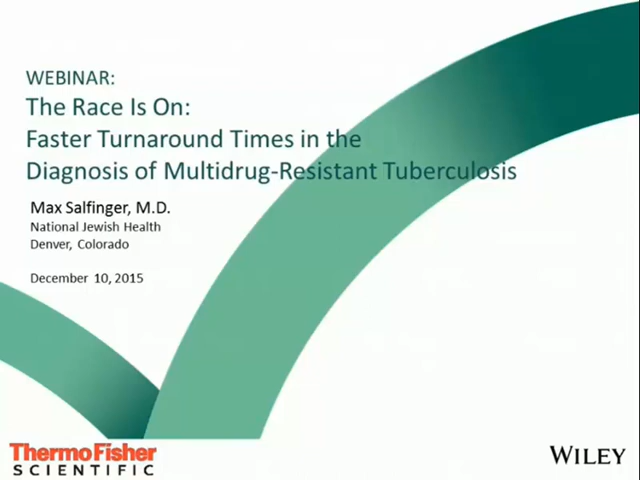 WEBINAR:
The Race Is On:
Faster Turnaround Times in the
Diagnosis of Multidrug-Resistant Tuberculosis
Max Salfinger, M.D.
National Jewish Health
Denver, Colorado
December 10, 2015
ThermoFisher
SCIENTIFIC
WILEY